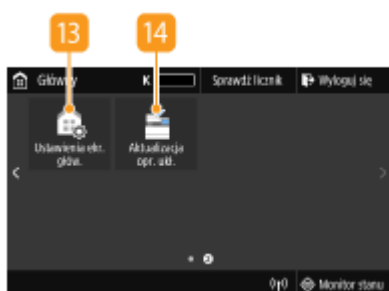 13 14
Główny K Sprawdź licznik Wyloguj się
Ustawienia ekr. Aktualizacja
głów. opr. ukł.
Monitor stanu